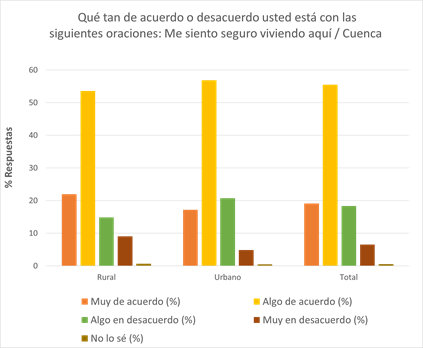 Qué tan de acuerdo o desacuerdo usted está con las
siguientes oraciones: Me siento seguro viviendo aquí / Cuenca
% Respuestas
60
50
40
30
20
10
0
Rural Urbano Total
Muy de acuerdo (%) Algo de acuerdo (%)
Algo en desacuerdo (%) Muy en desacuerdo (%)
No lo sé (%)